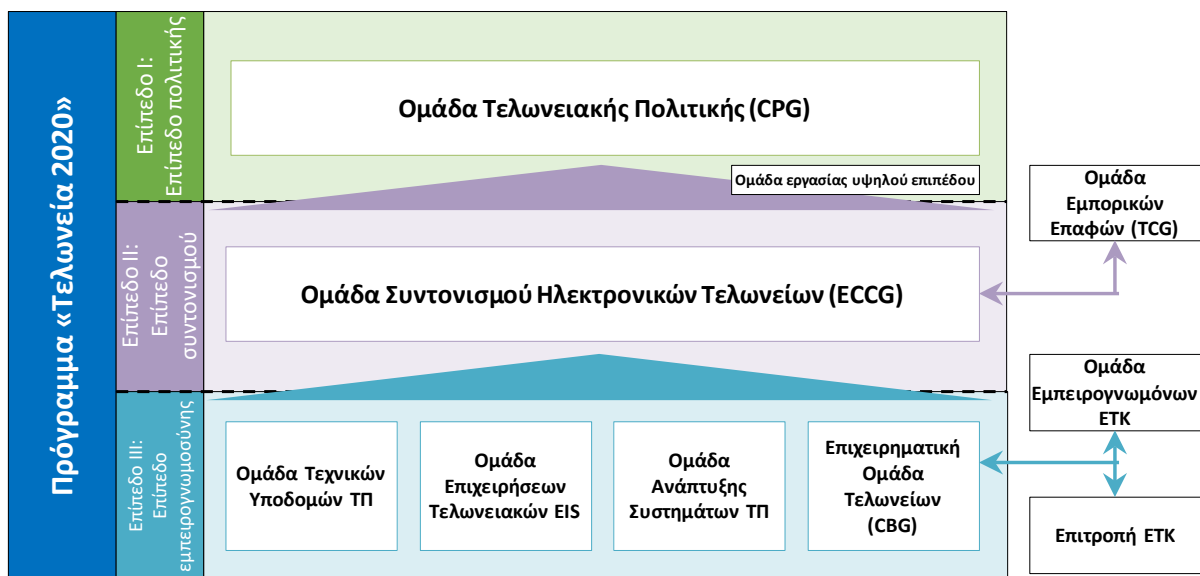 Πρόγραμμα «Τελωνεία 2020»
Επίπεδο I:
Επίπεδο πολιτικής
Ομάδα Τελωνειακής Πολιτικής (CPG)
Ομάδα εργασίας υψηλού επιπέδου
Επίπεδο II:
Επίπεδο
συντονισμού
Ομάδα Συντονισμού Ηλεκτρονικών Τελωνείων (ECCG)
Ομάδα
Εμπορικών
Επαφών (TCG)
Επίπεδο III:
Επίπεδο
εμπειρογνωμοσύνης
Ομάδα Τεχνικών
Υποδομών ΤΠ
Ομάδα
Επιχειρήσεων
Τελωνειακών EIS
Ομάδα
Ανάπτυξης
Συστημάτων ΤΠ
Επιχειρηματική
Ομάδα
Τελωνείων
(CBG)
Ομάδα
Εμπειρογνωμόνων
ΕΤΚ
Επιτροπή ΕΤΚ